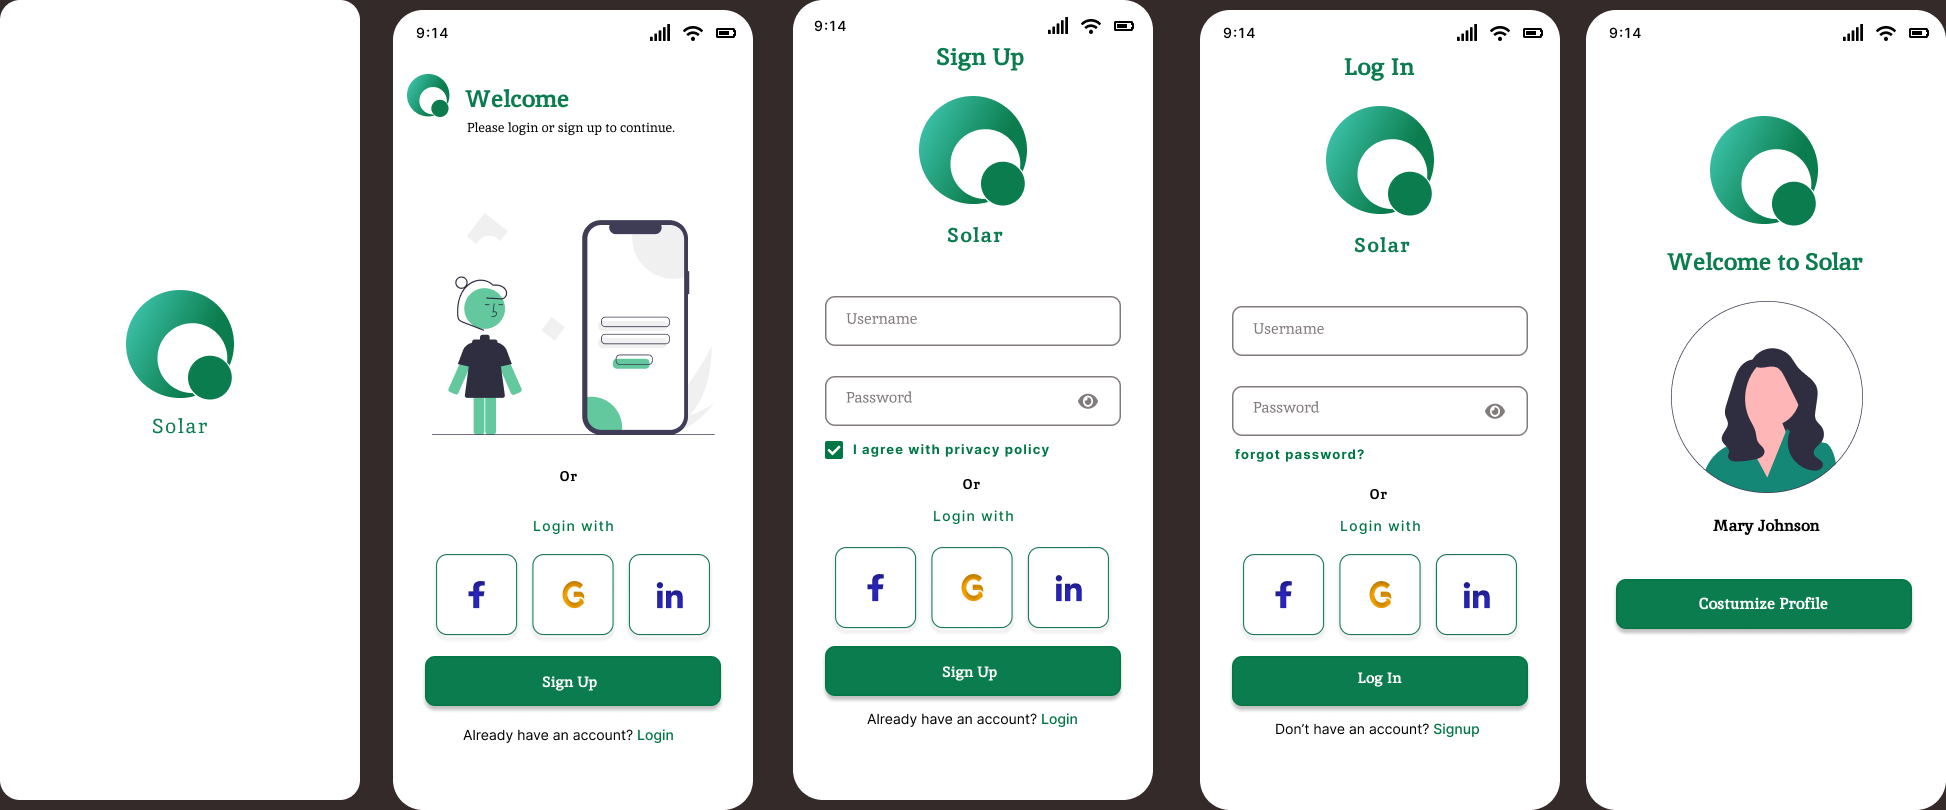 Solar
9:14
Welcome
Please login or sign up to continue.
Or
Login with
f
G
in
Sign Up
Already have an account? Login
9:14
Sign Up
Solar
Username
Password
I agree with privacy policy
Or
Login with
f
G
in
Sign Up
Already have an account? Login
9:14
Log In
Solar
Username
Password
forgot password?
Or
Login with
f
G
in
Log In
Don’t have an account? Signup
9:14
Welcome to Solar
Mary Johnson
Costumize Profile